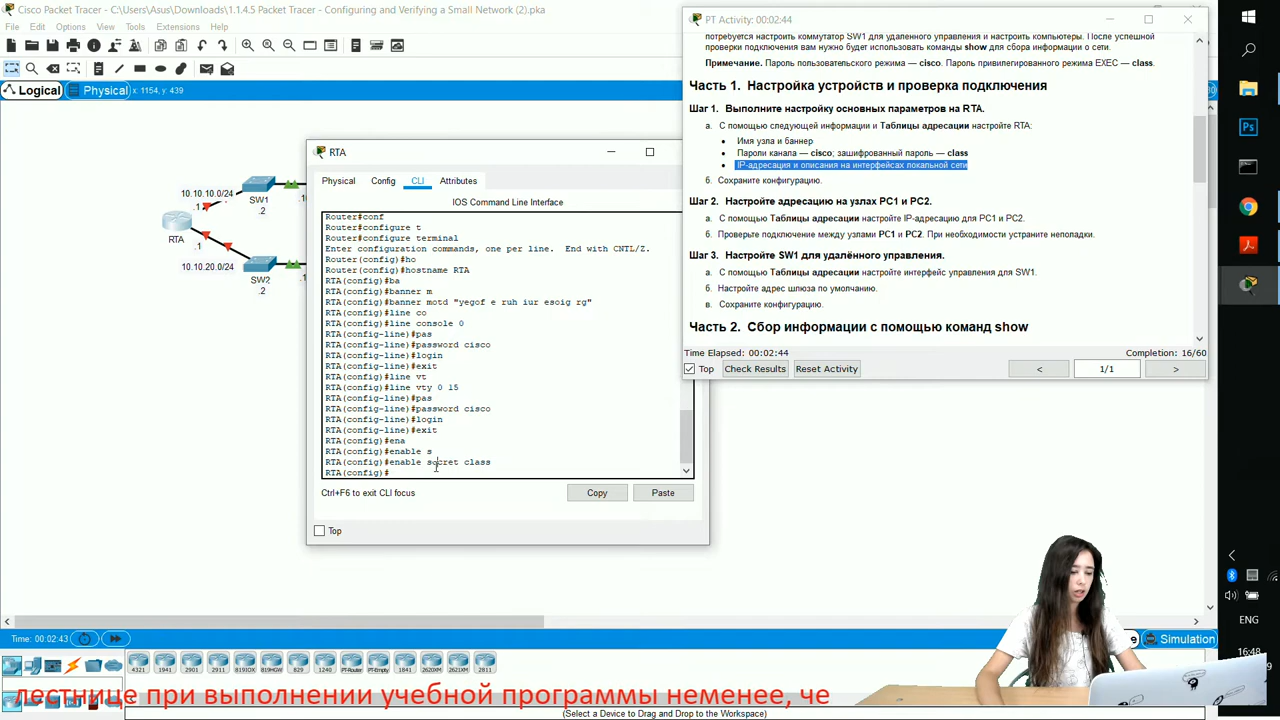 Cisco Packet Tracer - C:\Users\Asus\Downloads\1.1.4.5 Packet Tracer - Configuring and Verifying a Small Network (2).pka
File Edit Options View Tools Extensions Help
Logical Physical x: 1154, y: 439
10.10.10.0/24
SW1
.2
.1
RTA
.1
10.10.20.0/24
SW2
.2
RTA
Physical Config CLI Attributes
IOS Command Line Interface
Router#conf
Router#configure t
Router#configure terminal
Enter configuration commands, one per line. End with CNTL/Z.
Router(config)#ho
Router(config)#hostname RTA
RTA(config)#ba
RTA(config)#banner m
RTA(config)#banner motd "yegof e ruh iur esoig rg"
RTA(config)#line co
RTA(config)#line console 0
RTA(config-line)#pas
RTA(config-line)#password cisco
RTA(config-line)#login
RTA(config-line)#exit
RTA(config)#line vt
RTA(config)#line vty 0 15
RTA(config-line)#pas
RTA(config-line)#password cisco
RTA(config-line)#login
RTA(config-line)#exit
RTA(config)#ena
RTA(config)#enable s
RTA(config)#enable secret class
RTA(config)#
Ctrl+F6 to exit CLI focus
Copy Paste
Top
PT Activity: 00:02:44
потребуется настроить коммутатор SW1 для удаленного управления и настроить компьютеры. После успешной
проверки подключения вам нужно будет использовать команды show для сбора информации о сети.
Примечание. Пароль пользовательского режима — cisco. Пароль привилегированного режима EXEC — class.
Часть 1. Настройка устройств и проверка подключения
Шаг 1. Выполните настройку основных параметров на RTA.
а. С помощью следующей информации и Таблицы адресации настройте RTA:
• Имя узла и баннер
• Пароли канала — cisco; зашифрованный пароль — class
• IP-адресация и описания на интерфейсах локальной сети
б. Сохраните конфигурацию.
Шаг 2. Настройте адресацию на узлах PC1 и PC2.
а. С помощью Таблицы адресации настройте IP-адресацию для PC1 и PC2.
б. Проверьте подключение между узлами PC1 и PC2. При необходимости устраните неполадки.
Шаг 3. Настройте SW1 для удалённого управления.
а. С помощью Таблицы адресации настройте интерфейс управления для SW1.
б. Настройте адрес шлюза по умолчанию.
в. Сохраните конфигурацию.
Часть 2. Сбор информации с помощью команд show
Time Elapsed: 00:02:44 Completion: 16/60
Top Check Results Reset Activity < 1/1 >
ENG
16:48
Time: 00:02:43
Simulation
4321 1941 2901 2911 819IOX 819HGW 829 1240 PT-Router PT-Empty 1841 2620XM 2621XM 2811
лестнице при выполнении учебной программы неменее, че
(Select a Device to Drag and Drop to the Workspace)